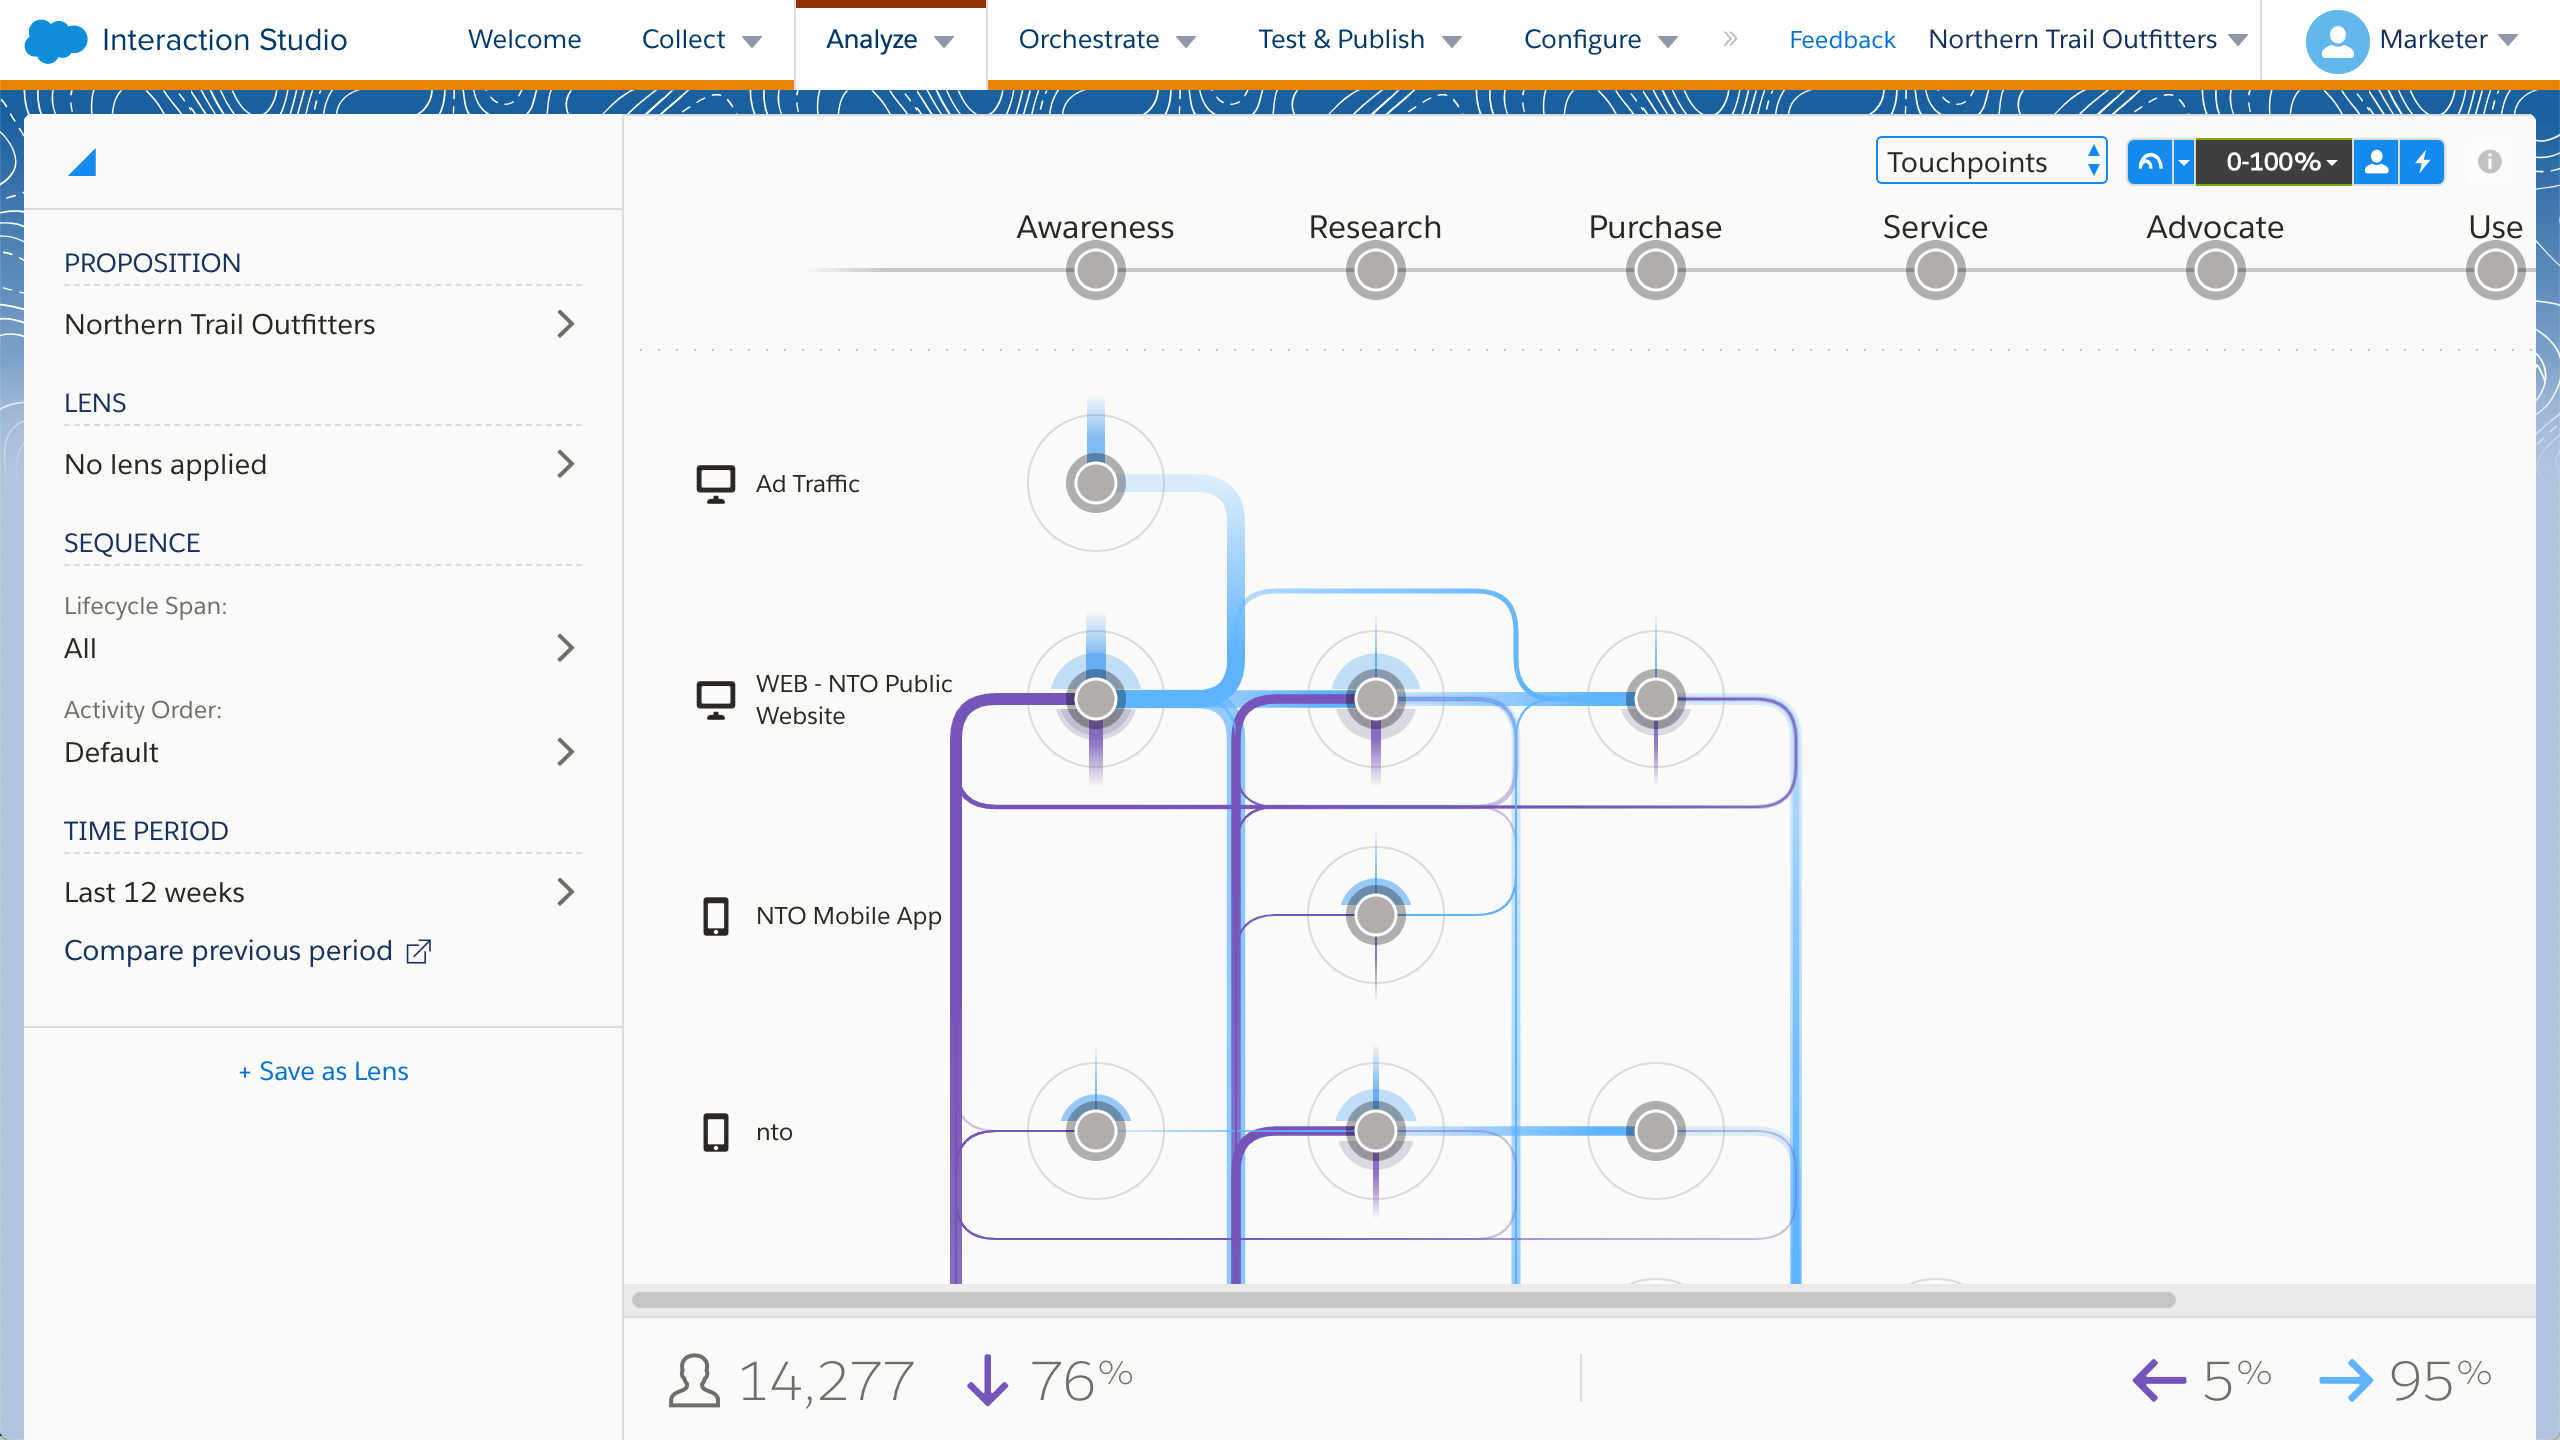 Interaction Studio
Welcome
Collect
Analyze
Orchestrate
Test & Publish
Configure
»
Feedback
Northern Trail Outfitters
Marketer
Touchpoints
0-100%
Awareness
Research
Purchase
Service
Advocate
Use
PROPOSITION
Northern Trail Outfitters
LENS
No lens applied
SEQUENCE
Lifecycle Span:
All
Activity Order:
Default
TIME PERIOD
Last 12 weeks
Compare previous period
+ Save as Lens
Ad Traffic
WEB - NTO Public
Website
NTO Mobile App
nto
14,277
76%
5%
95%